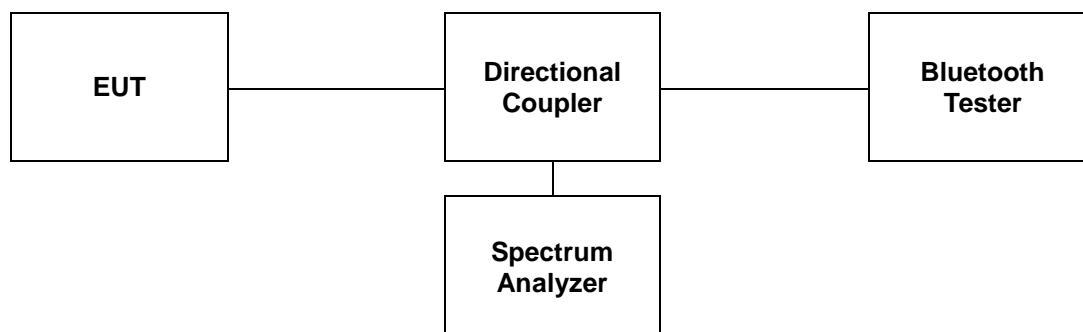 EUT
Directional
Coupler
Bluetooth
Tester
Spectrum
Analyzer